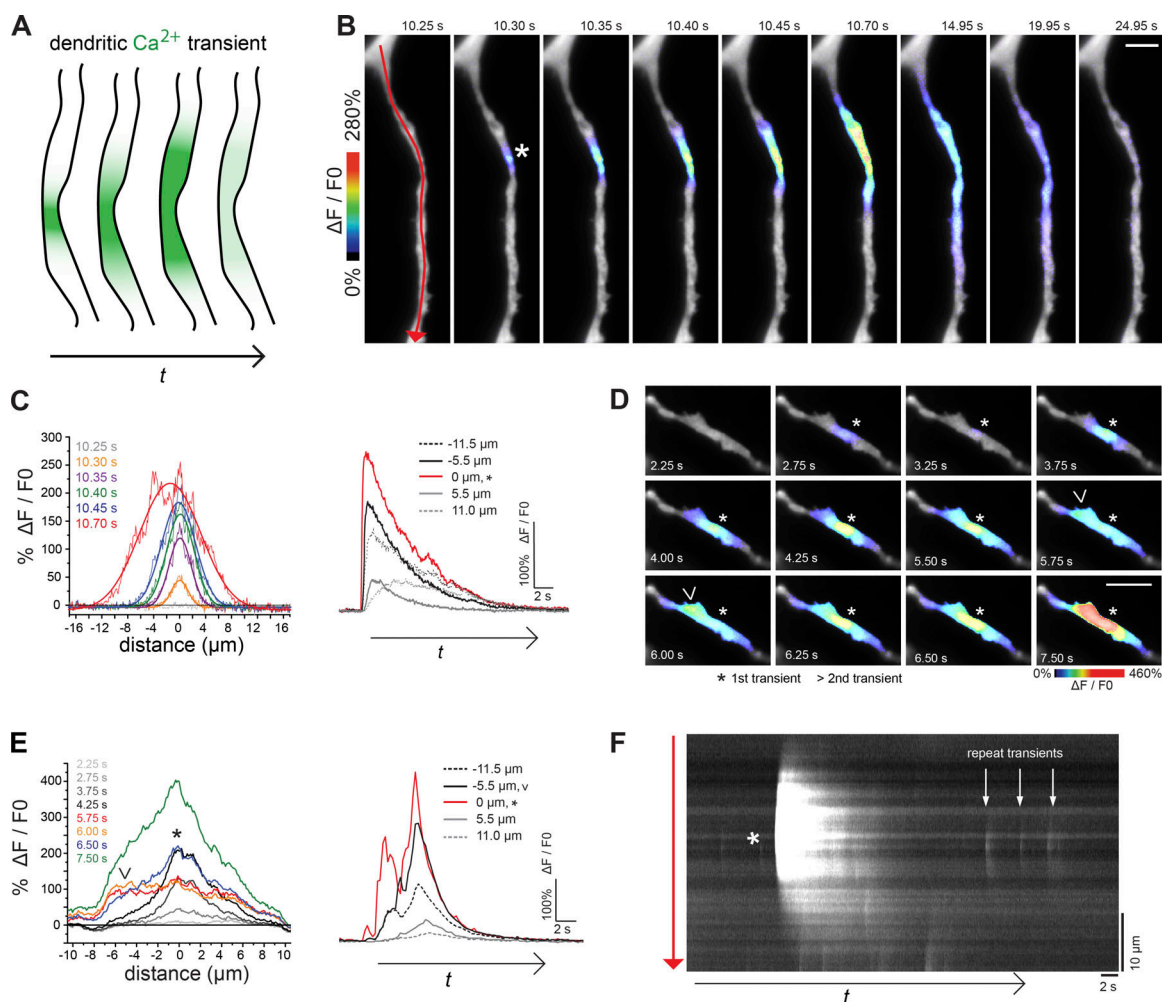 A
dendritic Ca2+ transient
t
B
10.25 s
10.30 s
10.35 s
10.40 s
10.45 s
10.70 s
14.95 s
19.95 s
24.95 s
*
0% 280%
ΔF / F0
C
% ΔF / F0
300
250
200
150
100
50
0
10.25 s
10.30 s
10.35 s
10.40 s
10.45 s
10.70 s
-16 -12 -8 -4 0 4 8 12 16
distance (µm)
-11.5 µm
-5.5 µm
0 µm, *
5.5 µm
11.0 µm
100% ΔF / F0
2 s
t
D
2.25 s
* 2.75 s
* 3.25 s
* 3.75 s
* 4.00 s
* 4.25 s
* 5.50 s
> * 5.75 s
> * 6.00 s
* 6.25 s
* 6.50 s
* 7.50 s
* 1st transient > 2nd transient
0% 460%
ΔF / F0
E
% ΔF / F0
400
300
200
100
0
2.25 s
2.75 s
3.75 s
4.25 s
5.75 s
6.00 s
6.50 s
7.50 s
*
>
-10 -8 -6 -4 -2 0 2 4 6 8 10
distance (µm)
-11.5 µm
-5.5 µm, v
0 µm, *
5.5 µm
11.0 µm
100% ΔF / F0
2 s
t
F
repeat transients
*
10 µm
2 s
t